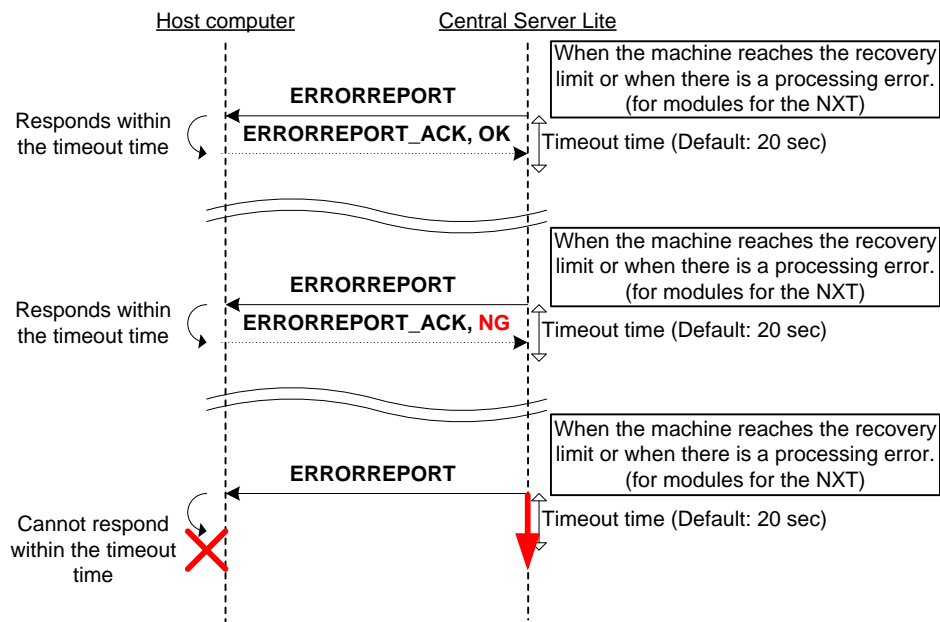 Host computer
Central Server Lite
When the machine reaches the recovery
limit or when there is a processing error.
(for modules for the NXT)
ERRORREPORT
Responds within
the timeout time
ERRORREPORT_ACK, OK
Timeout time (Default: 20 sec)
When the machine reaches the recovery
limit or when there is a processing error.
(for modules for the NXT)
ERRORREPORT
Responds within
the timeout time
ERRORREPORT_ACK, NG
Timeout time (Default: 20 sec)
When the machine reaches the recovery
limit or when there is a processing error.
(for modules for the NXT)
ERRORREPORT
Timeout time (Default: 20 sec)
Cannot respond
within the timeout
time